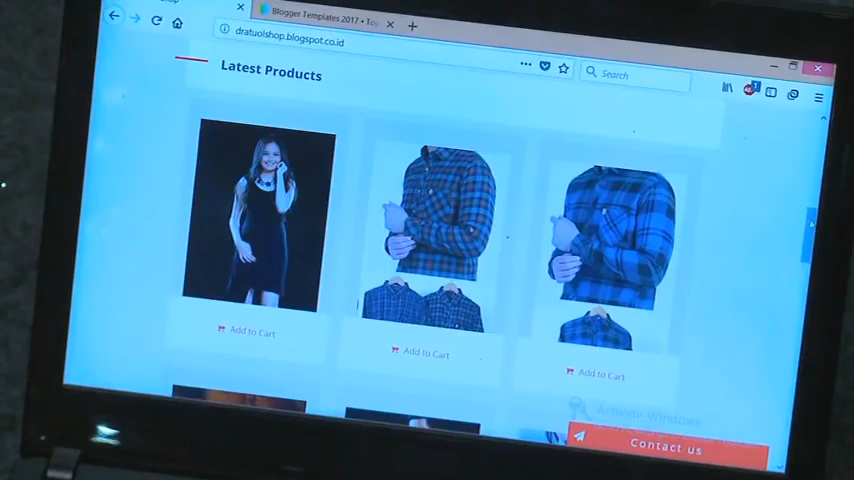 Blogger Templates 2017 • To
dratuolshop.blogspot.co.id
Search
Latest Products
Add to Cart
Add to Cart
Add to Cart
Activate Windows
Contact us